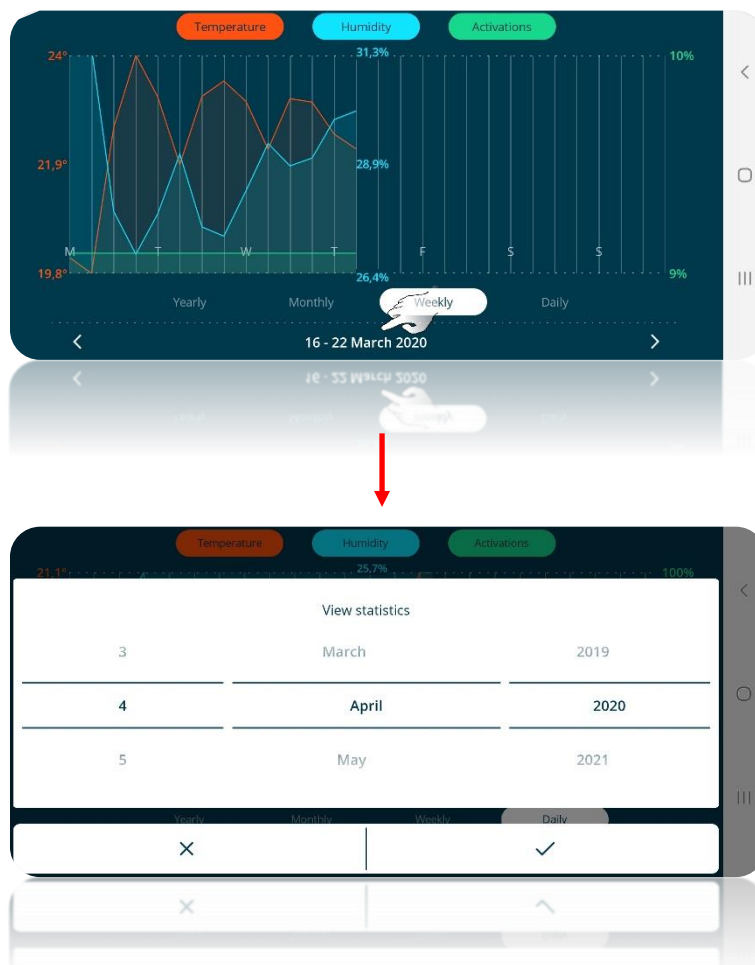 Temperature Humidity Activations
24° 31,3% 10%
21,9° 28,9%
M T W T F S S
19,8° 26,4% 9%
Yearly Monthly Weekly Daily
16 - 22 March 2020
Temperature Humidity Activations
21,1° 25,7% 100%
View statistics
3 March 2019
4 April 2020
5 May 2021
Yearly Monthly Weekly Daily